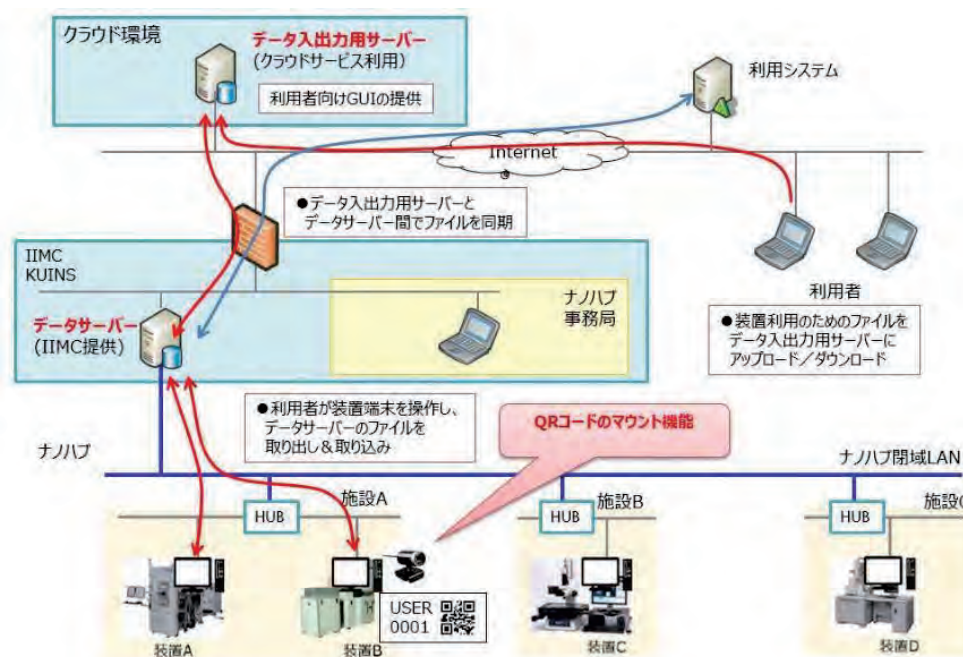 クラウド環境
データ入出力用サーバー
(クラウドサービス利用)
利用者向けGUIの提供
利用システム
Internet
●データ入出力用サーバーと
データサーバー間でファイルを同期
IIMC
KUINS
データサーバー
(IIMC提供)
ナノハブ
事務局
利用者
●装置利用のためのファイルを
データ入出力用サーバーに
アップロード／ダウンロード
●利用者が装置端末を操作し、
データサーバーのファイルを
取り出し＆取り込み
QRコードのマウント機能
ナノハブ
ナノハブ閉域LAN
HUB
施設A
HUB
施設B
HUB
施設C
USER
0001
装置A
装置B
装置C
装置D